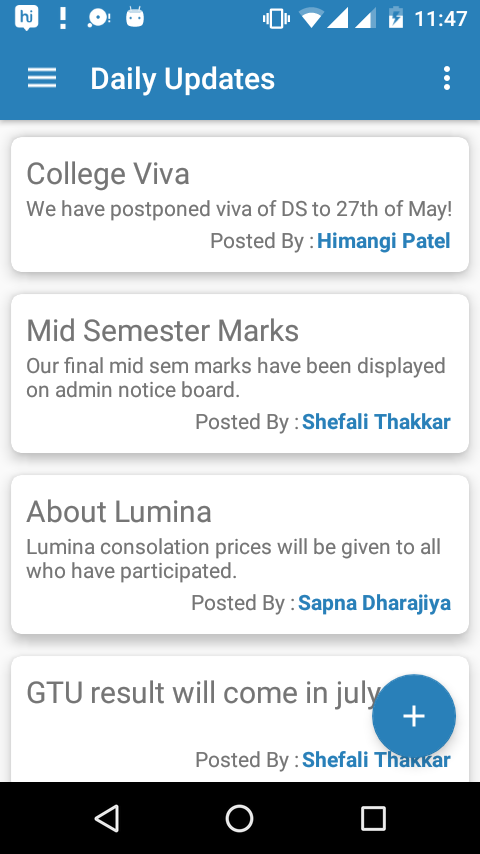 hj
11:47
Daily Updates
College Viva
We have postponed viva of DS to 27th of May!
Posted By : Himangi Patel
Mid Semester Marks
Our final mid sem marks have been displayed
on admin notice board.
Posted By : Shefali Thakkar
About Lumina
Lumina consolation prices will be given to all
who have participated.
Posted By : Sapna Dharajiya
GTU result will come in july
Posted By : Shefali Thakkar